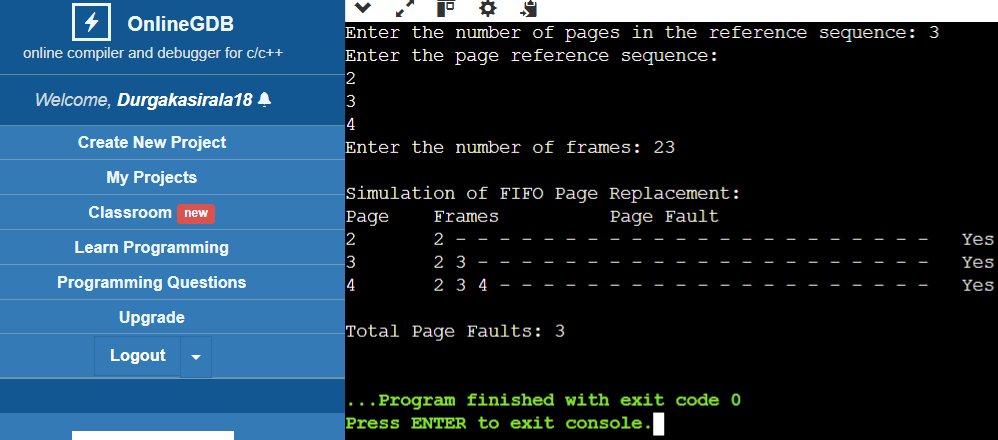 OnlineGDB
online compiler and debugger for c/c++
Welcome, Durgakasirala18
Create New Project
My Projects
Classroom new
Learn Programming
Programming Questions
Upgrade
Logout
Enter the number of pages in the reference sequence: 3
Enter the page reference sequence:
2
3
4
Enter the number of frames: 23
Simulation of FIFO Page Replacement:
Page Frames Page Fault
2 2 - - - - - - - - - - - - - - - - - - - - - - Yes
3 2 3 - - - - - - - - - - - - - - - - - - - - - Yes
4 2 3 4 - - - - - - - - - - - - - - - - - - - - Yes
Total Page Faults: 3
...Program finished with exit code 0
Press ENTER to exit console.